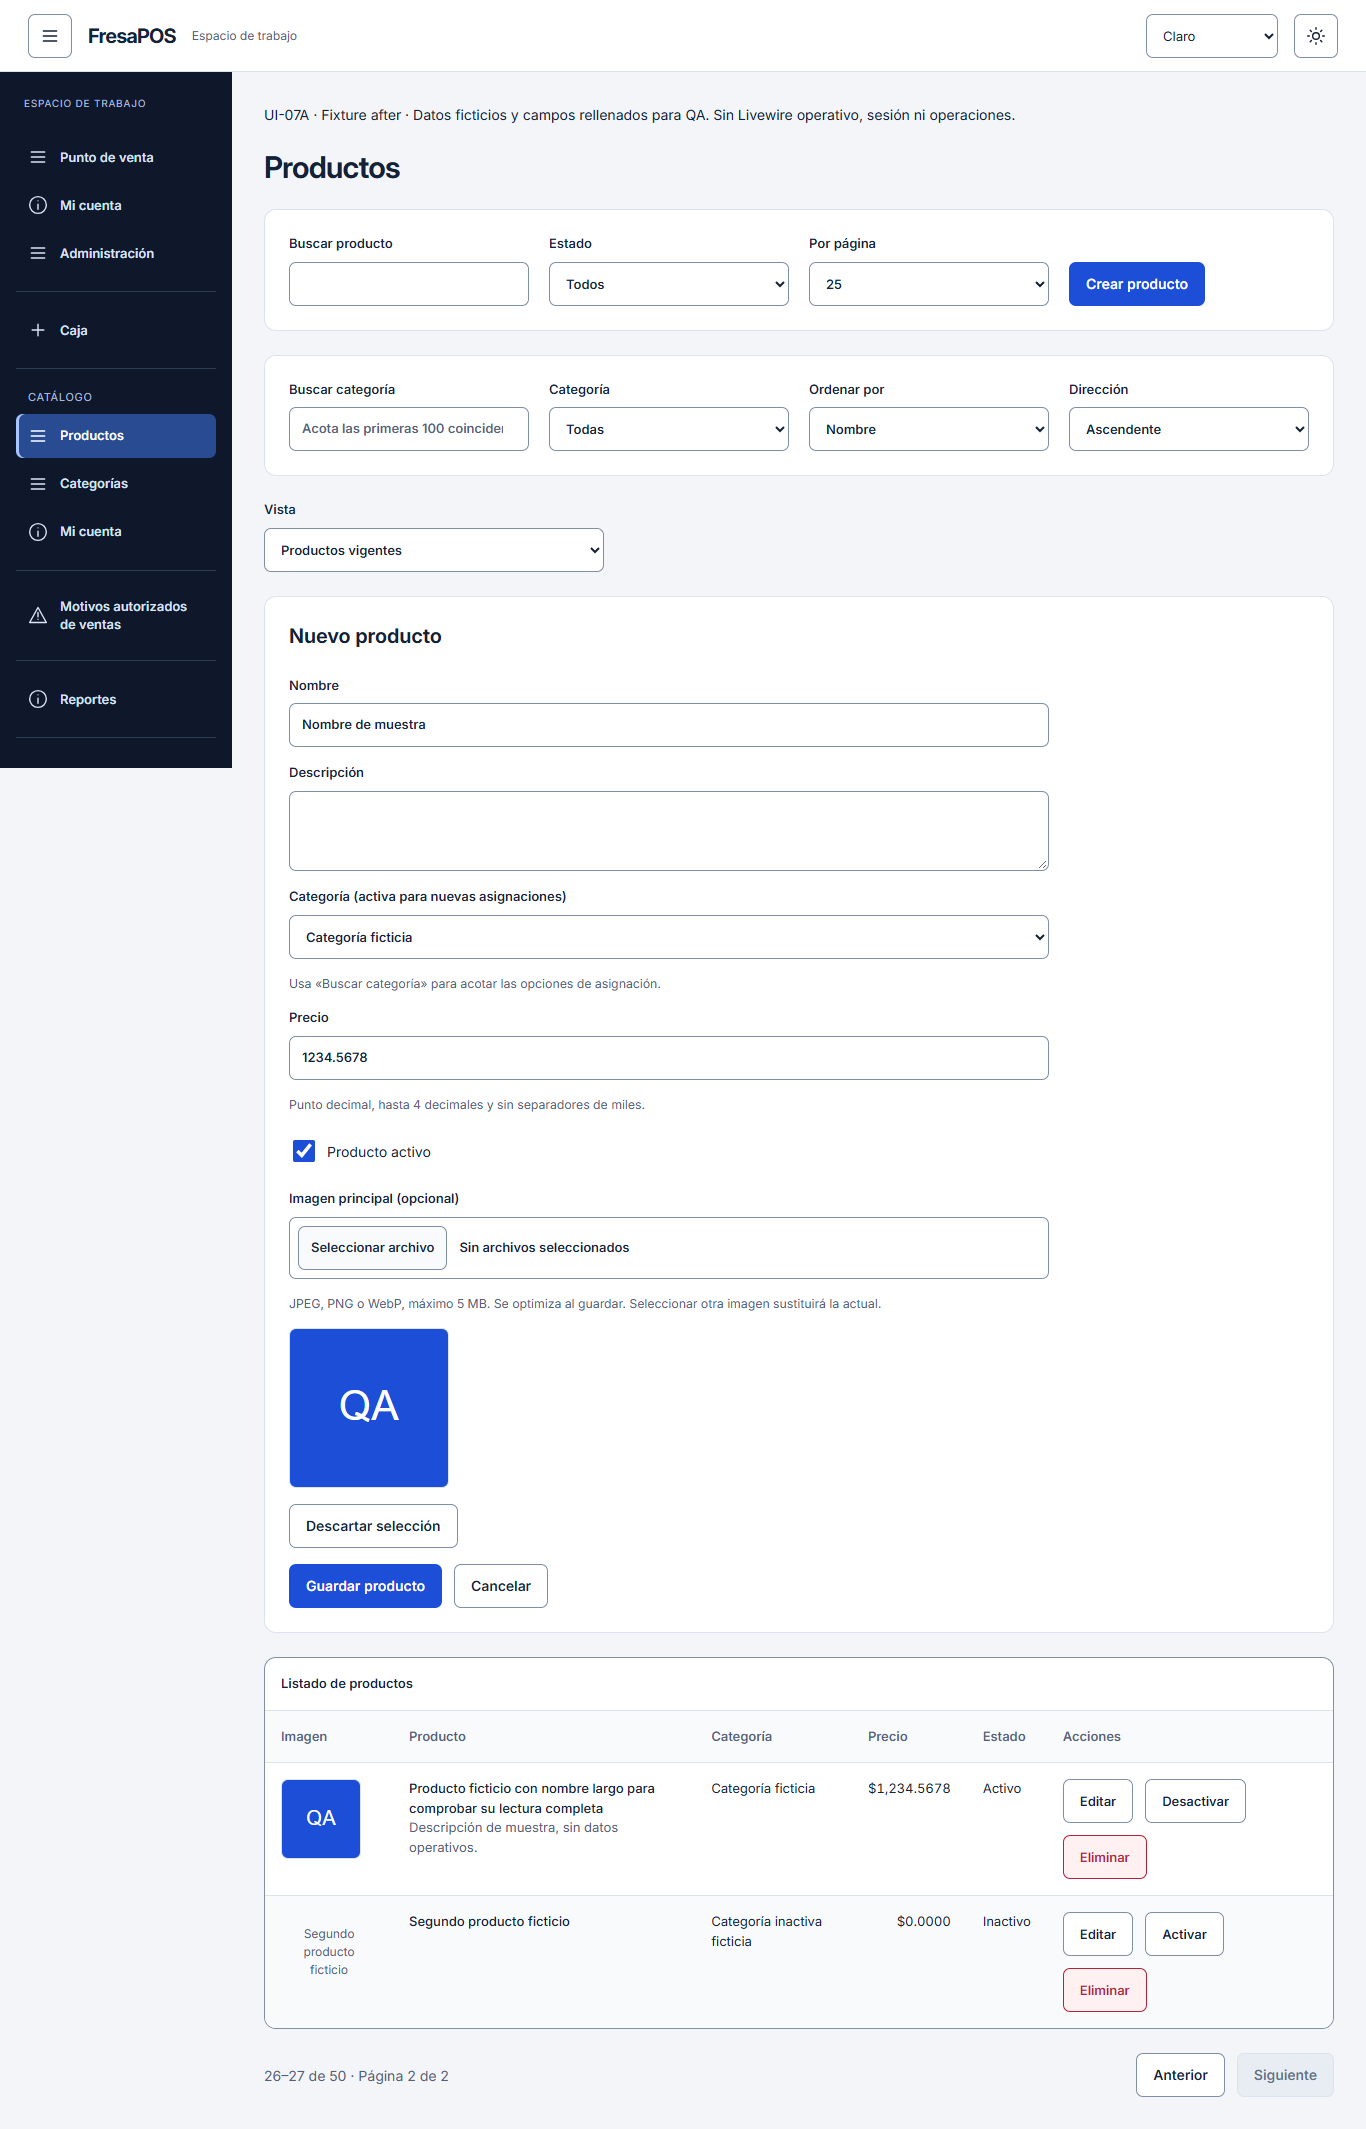 FresaPOS
Espacio de trabajo
Claro
ESPACIO DE TRABAJO
Punto de venta
Mi cuenta
Administración
Caja
CATÁLOGO
Productos
Categorías
Mi cuenta
Motivos autorizados
de ventas
Reportes
UI-07A · Fixture after · Datos ficticios y campos rellenados para QA. Sin Livewire operativo, sesión ni operaciones.
Productos
Buscar producto
Estado
Por página
Todos
25
Crear producto
Buscar categoría
Categoría
Ordenar por
Dirección
Acota las primeras 100 coincide
Todas
Nombre
Ascendente
Vista
Productos vigentes
Nuevo producto
Nombre
Nombre de muestra
Descripción
Categoría (activa para nuevas asignaciones)
Categoría ficticia
Usa «Buscar categoría» para acotar las opciones de asignación.
Precio
1234.5678
Punto decimal, hasta 4 decimales y sin separadores de miles.
Producto activo
Imagen principal (opcional)
Seleccionar archivo Sin archivos seleccionados
JPEG, PNG o WebP, máximo 5 MB. Se optimiza al guardar. Seleccionar otra imagen sustituirá la actual.
QA
Descartar selección
Guardar producto
Cancelar
Listado de productos
Imagen Producto Categoría Precio Estado Acciones
QA
Producto ficticio con nombre largo para
comprobar su lectura completa
Descripción de muestra, sin datos
operativos.
Categoría ficticia
$1,234.5678
Activo
Editar
Desactivar
Eliminar
Segundo
producto
ficticio
Segundo producto ficticio
Categoría inactiva
ficticia
$0.0000
Inactivo
Editar
Activar
Eliminar
26–27 de 50 · Página 2 de 2
Anterior
Siguiente